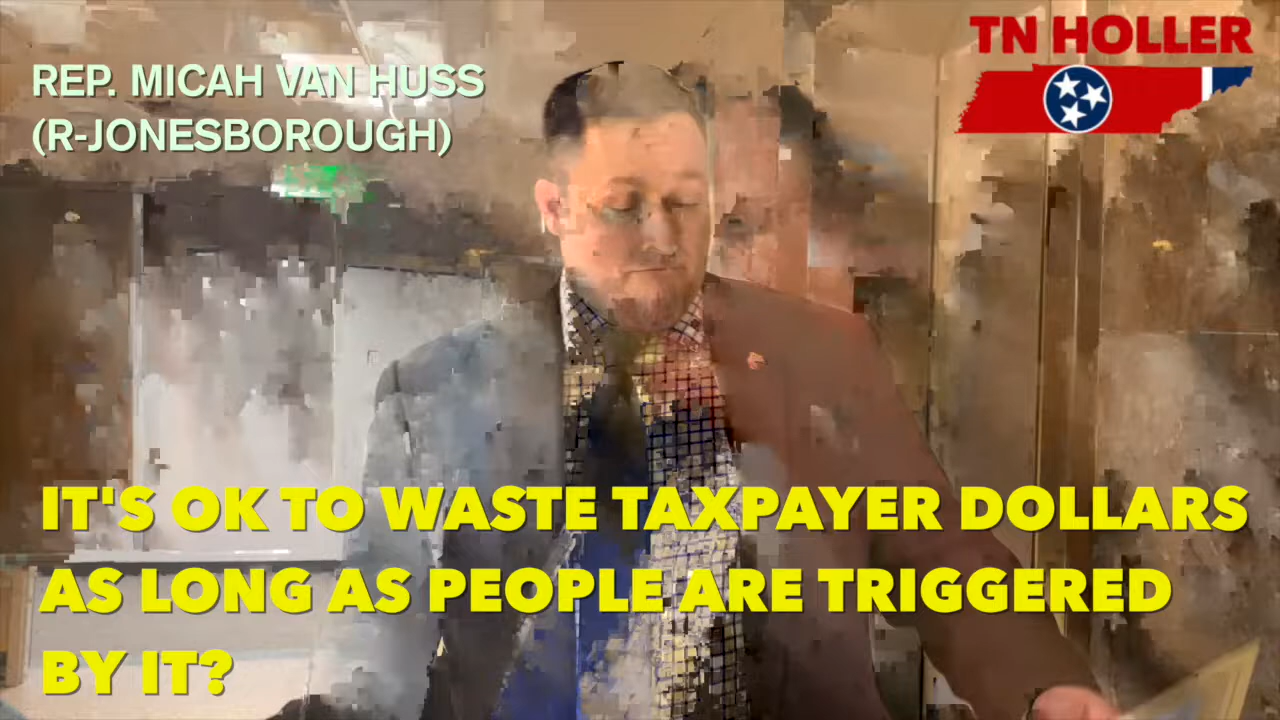 REP. MICAH VAN HUSS
(R-JONESBOROUGH)
TN HOLLER
IT'S OK TO WASTE TAXPAYER DOLLARS
AS LONG AS PEOPLE ARE TRIGGERED
BY IT?